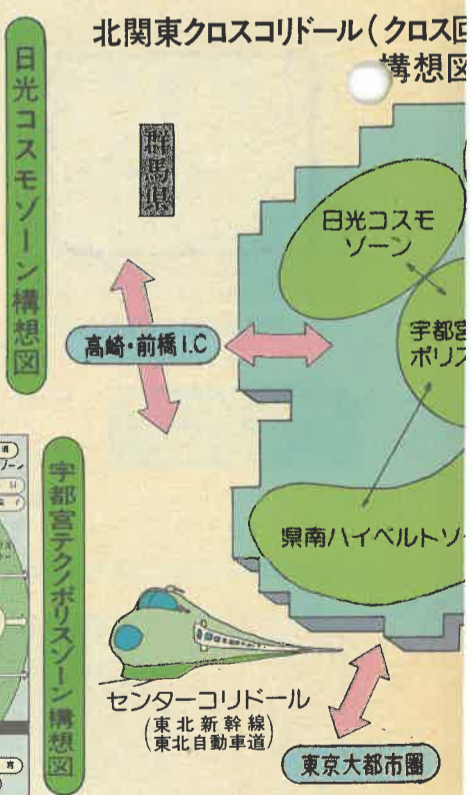 北関東クロスコリドール(クロス回
構想図
日光コスモゾーン構想図
群馬県
日光コスモ
ゾーン
高崎・前橋I.C
宇都宮
ポリス
宇都宮テクノポリスゾーン構想図
県南ハイベルトゾ
センターコリドール
(東北新幹線)
(東北自動車道)
東京大都市圏